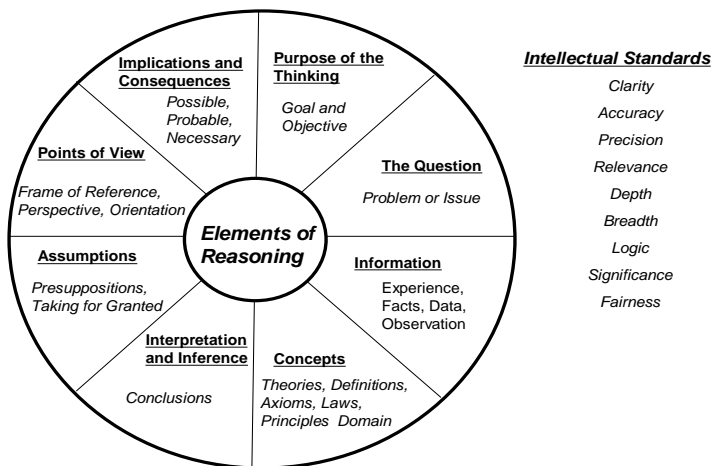 Implications and
Consequences
Possible,
Probable,
Necessary
Purpose of the
Thinking
Goal and
Objective
The Question
Problem or Issue
Information
Experience,
Facts, Data,
Observation
Concepts
Theories, Definitions,
Axioms, Laws,
Principles Domain
Interpretation
and Inference
Conclusions
Assumptions
Presuppositions,
Taking for Granted
Points of View
Frame of Reference,
Perspective, Orientation
Elements of
Reasoning
Intellectual Standards
Clarity
Accuracy
Precision
Relevance
Depth
Breadth
Logic
Significance
Fairness